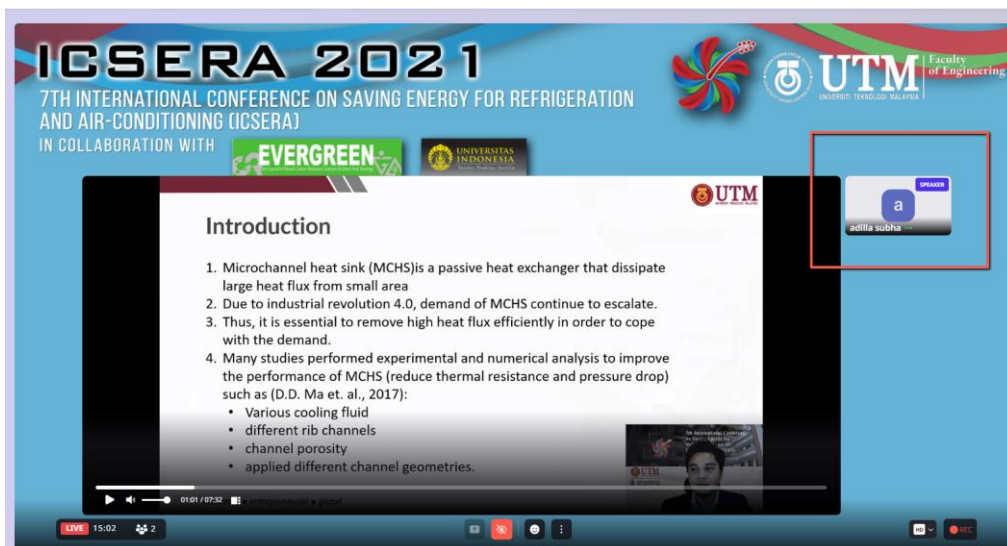 ICSERA 2021
7TH INTERNATIONAL CONFERENCE ON SAVING ENERGY FOR REFRIGERATION
AND AIR-CONDITIONING (ICSERA)
IN COLLABORATION WITH
EVERGREEN
UNIVERSITAS
INDONESIA
UTM
UNIVERSITI TEKNOLOGI MALAYSIA
Faculty
of Engineering
UTM
Introduction
1. Microchannel heat sink (MCHS)is a passive heat exchanger that dissipate
large heat flux from small area
2. Due to industrial revolution 4.0, demand of MCHS continue to escalate.
3. Thus, it is essential to remove high heat flux efficiently in order to cope
with the demand.
4. Many studies performed experimental and numerical analysis to improve
the performance of MCHS (reduce thermal resistance and pressure drop)
such as (D.D. Ma et. al., 2017):
• Various cooling fluid
• different rib channels
• channel porosity
• applied different channel geometries.
SPEAKER
a
adilla subha
7th International Conference
UTM
01:01 / 07:32
entrepreneurial • global
LIVE 15:02 2
HD
REC